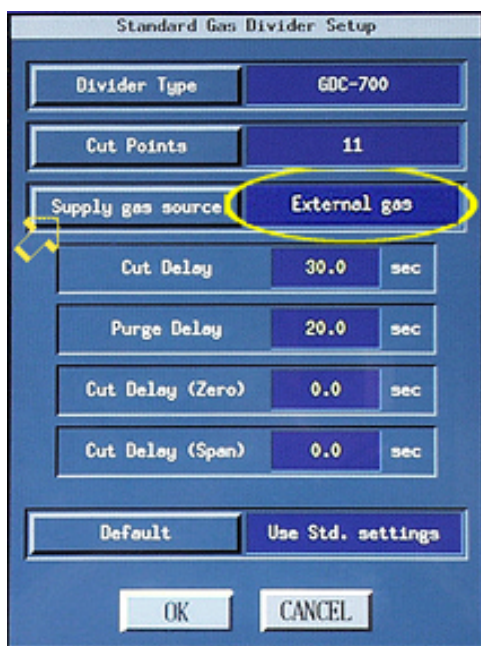 Standard Gas Divider Setup
Divider Type GDC-700
Cut Points 11
Supply gas source External gas
Cut Delay 30.0 sec
Purge Delay 20.0 sec
Cut Delay (Zero) 0.0 sec
Cut Delay (Span) 0.0 sec
Default Use Std. settings
OK CANCEL